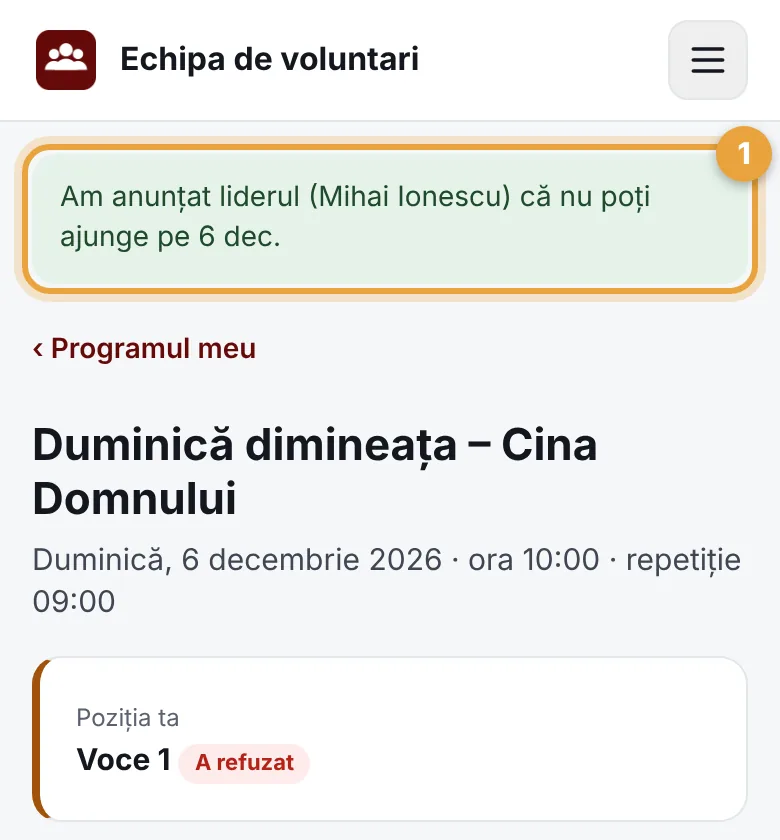 Echipa de voluntari
1
Am anunțat liderul (Mihai Ionescu) că nu poți
ajunge pe 6 dec.
‹ Programul meu
Duminică dimineața – Cina
Domnului
Duminică, 6 decembrie 2026 · ora 10:00 · repetiție
09:00
Poziția ta
Voce 1 A refuzat